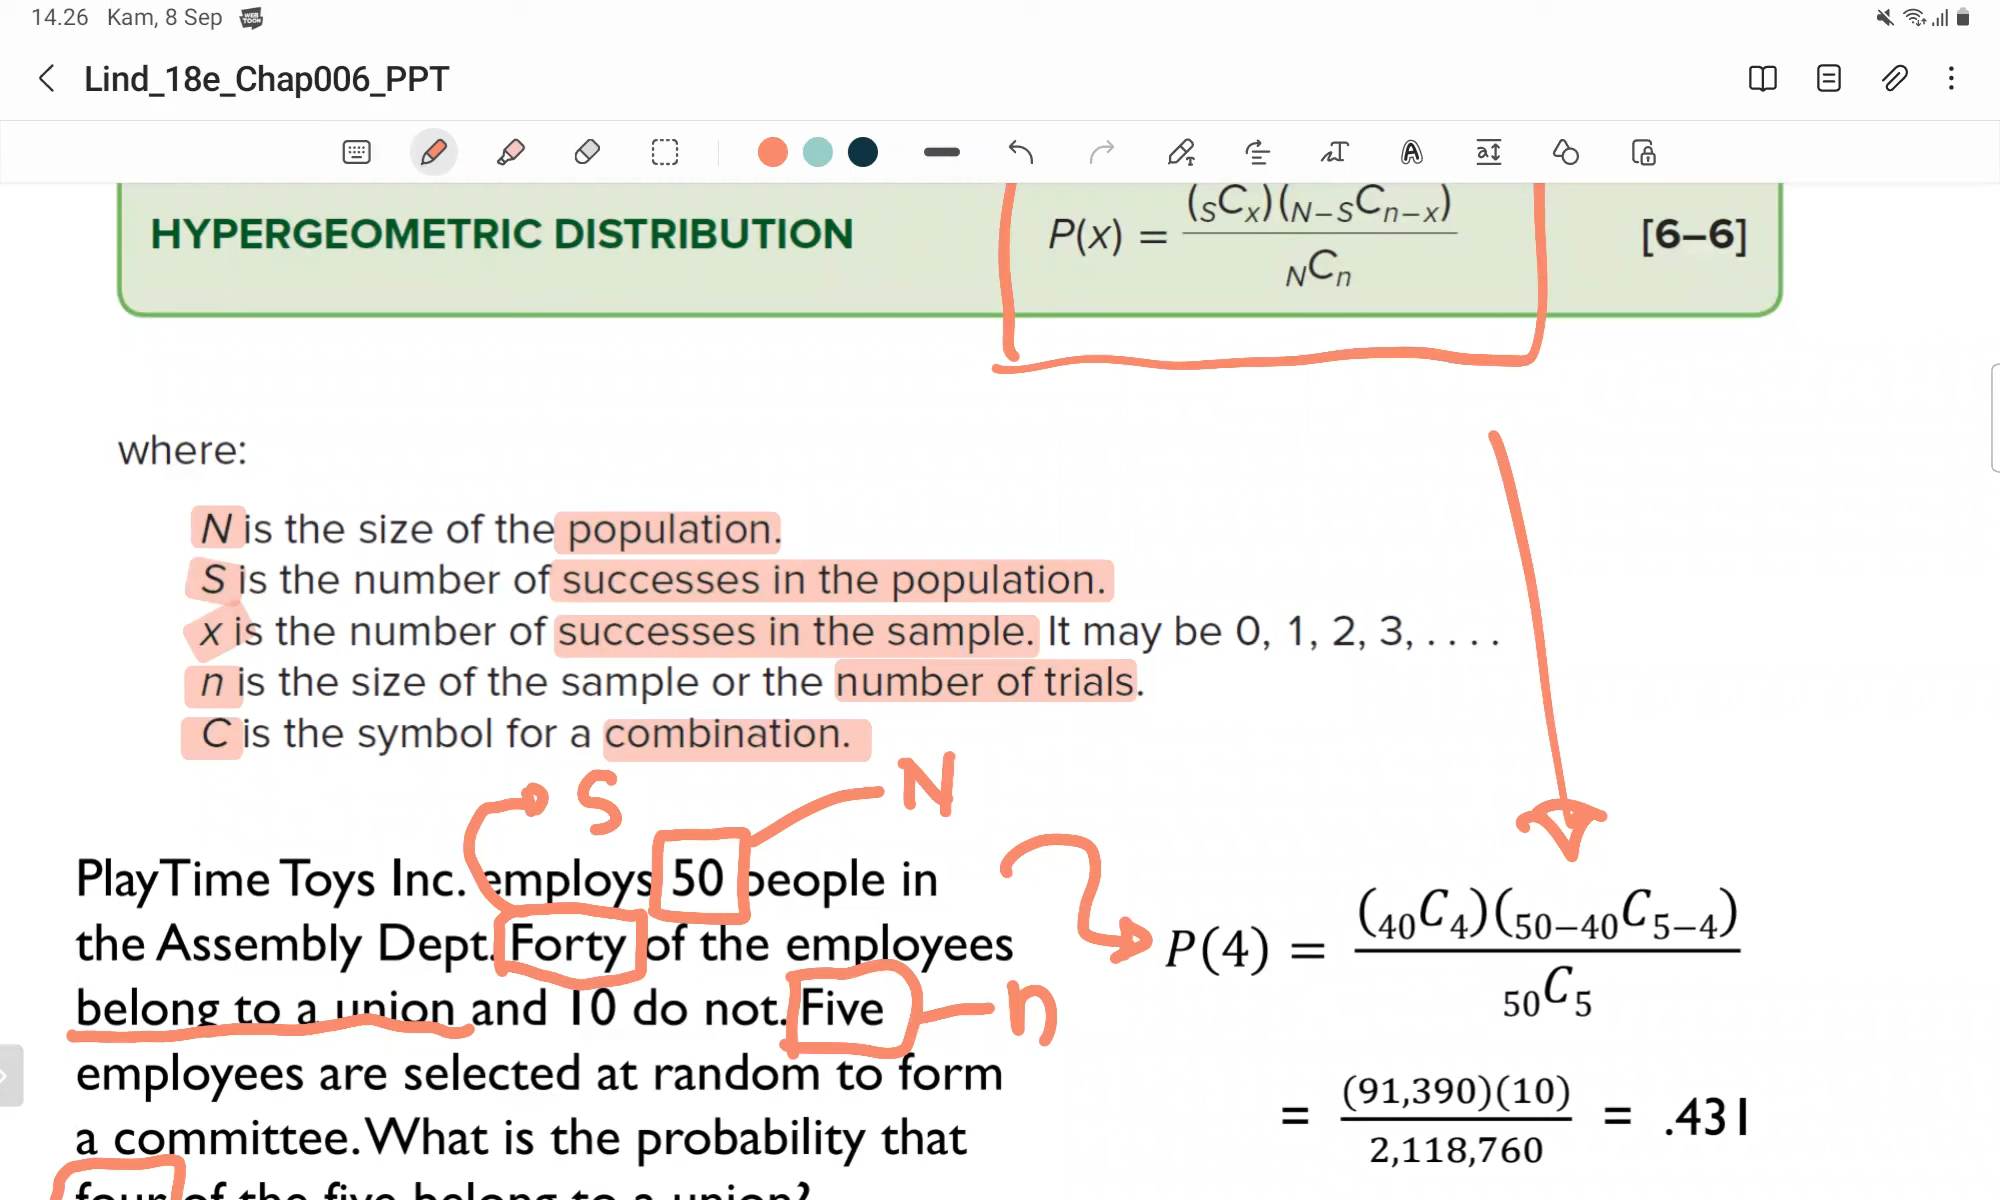 14.26 Kam, 8 Sep WEB TOON
Lind_18e_Chap006_PPT
HYPERGEOMETRIC DISTRIBUTION P(x) = (SCx)(N–SCn–x) / NCn [6–6]
where:
N is the size of the population.
S is the number of successes in the population.
x is the number of successes in the sample. It may be 0, 1, 2, 3, . . . .
n is the size of the sample or the number of trials.
C is the symbol for a combination.
S N
PlayTime Toys Inc. employs 50 people in
the Assembly Dept. Forty of the employees
belong to a union and 10 do not. Five
n
employees are selected at random to form
a committee. What is the probability that
four of the five belong to a union?
P(4) = (40C4)(50−40C5−4) / 50C5
= (91,390)(10) / 2,118,760 = .431